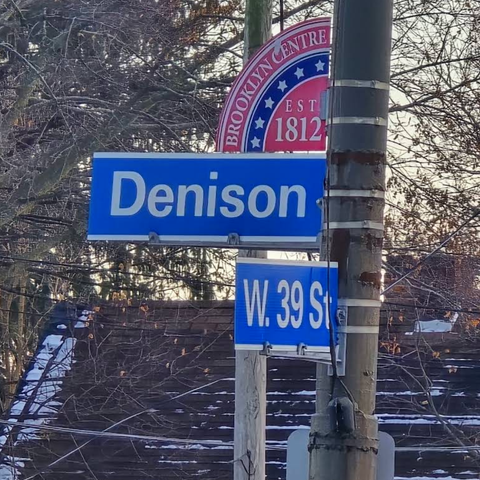 BROOKLYN CENTRE
EST
1812
Denison
W. 39 St